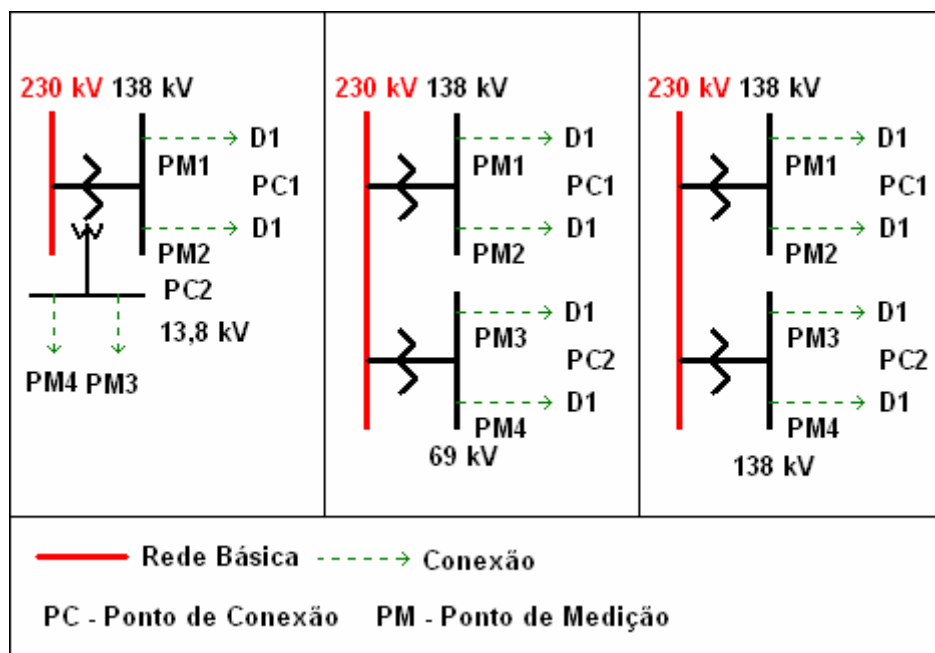 230 kV 138 kV
D1
PM1
PC1
D1
PM2
PC2
13,8 kV
PM4 PM3
230 kV 138 kV
D1
PM1
PC1
D1
PM2
D1
PM3
PC2
D1
PM4
69 kV
230 kV 138 kV
D1
PM1
PC1
D1
PM2
D1
PM3
PC2
D1
PM4
138 kV
Rede Básica
Conexão
PC - Ponto de Conexão PM - Ponto de Medição